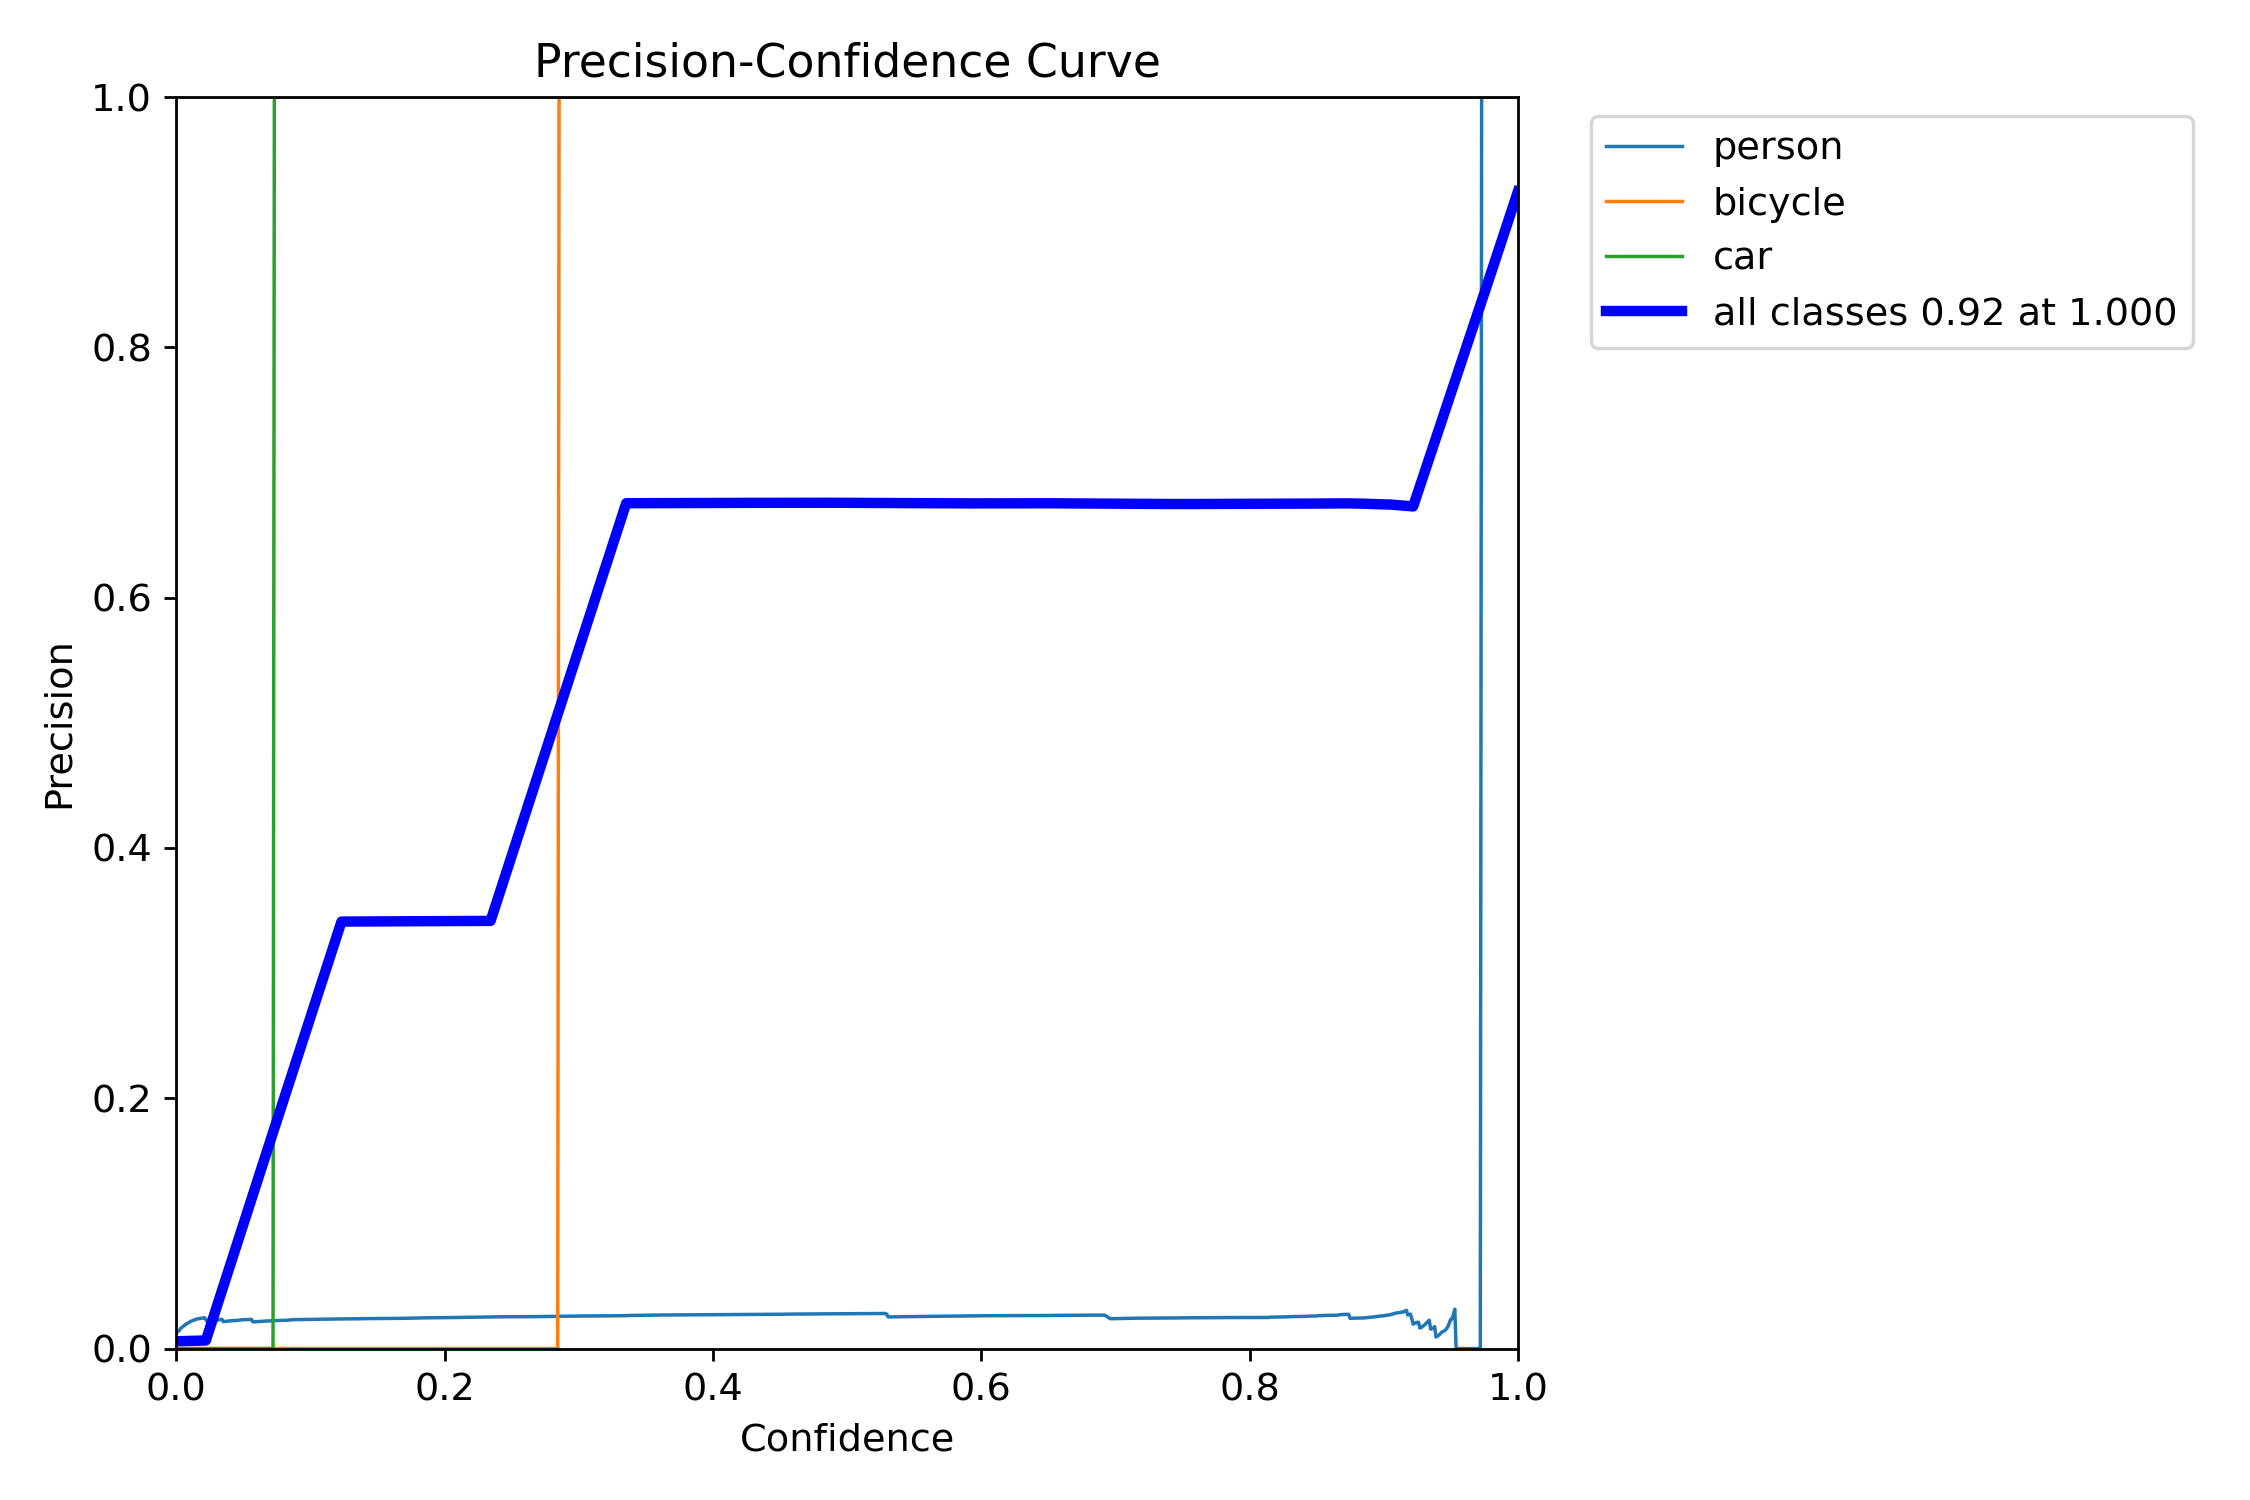 Precision-Confidence Curve
1.0
0.8
0.6
0.4
0.2
0.0
Precision
0.0 0.2 0.4 0.6 0.8 1.0
Confidence
person
bicycle
car
all classes 0.92 at 1.000